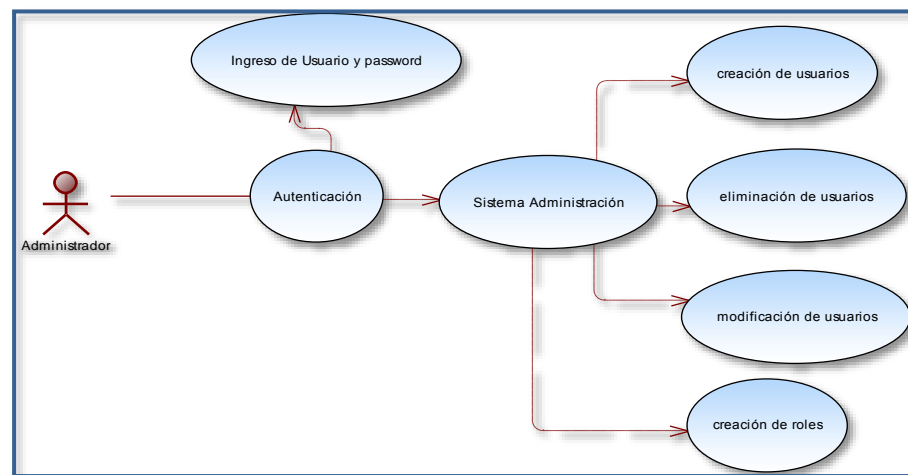 Ingreso de Usuario y password
creación de usuarios
Autenticación
Sistema Administración
eliminación de usuarios
Administrador
modificación de usuarios
creación de roles